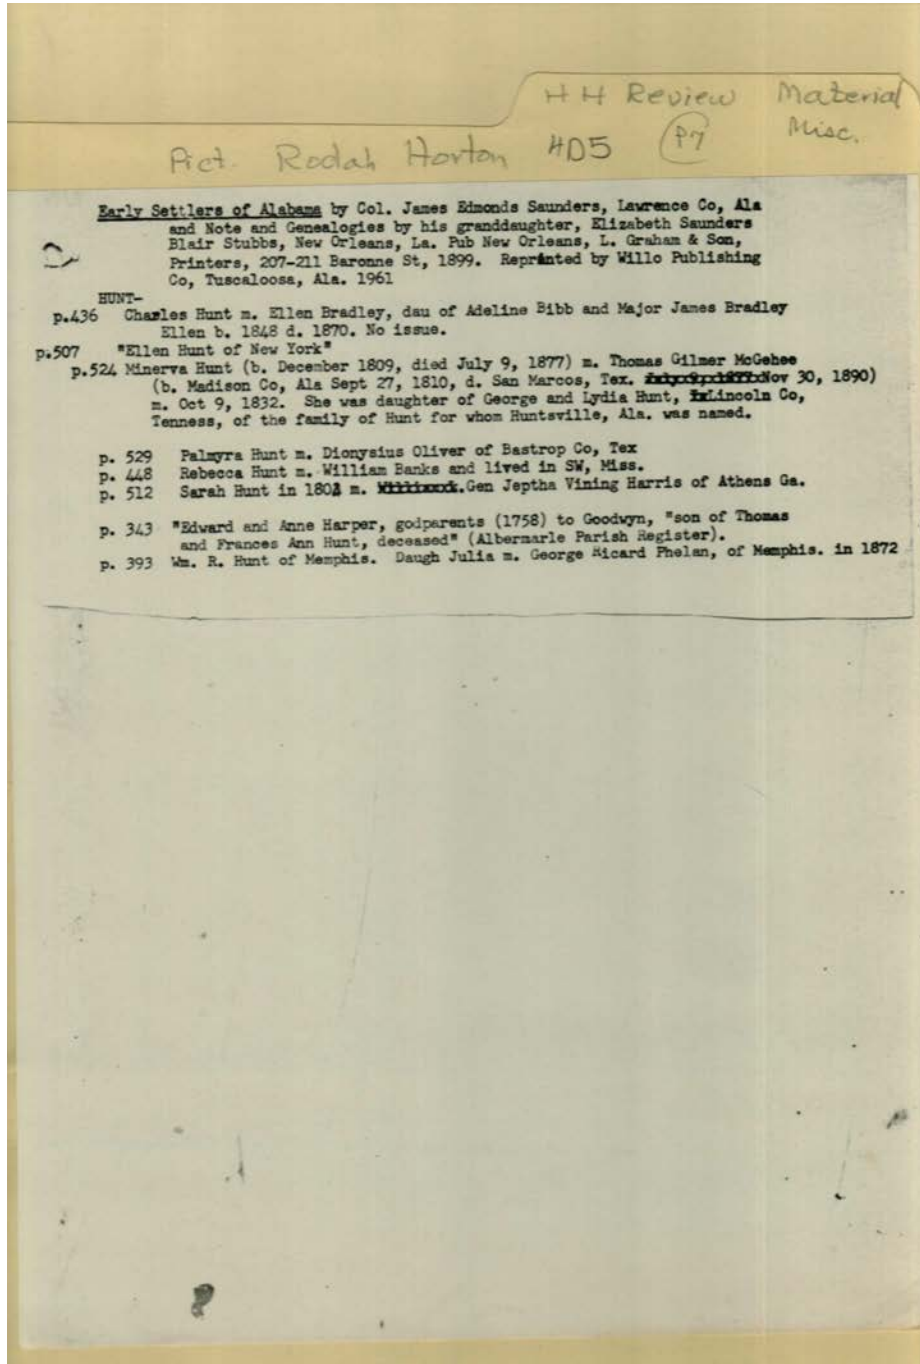 HH Review Material
Misc.
Pict. Rodah Horton 4D5 P7
Early Settlers of Alabama by Col. James Edmonds Saunders, Lawrence Co, Ala
and Note and Genealogies by his granddaughter, Elizabeth Saunders
Blair Stubbs, New Orleans, La. Pub New Orleans, L. Graham & Son,
Printers, 207-211 Baronne St, 1899. Reprinted by Willo Publishing
Co, Tuscaloosa, Ala. 1961
HUNT-
p.436 Charles Hunt m. Ellen Bradley, dau of Adeline Bibb and Major James Bradley
Ellen b. 1848 d. 1870. No issue.
p.507 "Ellen Hunt of New York"
p.524 Minerva Hunt (b. December 1809, died July 9, 1877) m. Thomas Gilmer McGehee
(b. Madison Co, Ala Sept 27, 1810, d. San Marcos, Tex. Nov 30, 1890)
m. Oct 9, 1832. She was daughter of George and Lydia Hunt, Lincoln Co,
Tenness, of the family of Hunt for whom Huntsville, Ala. was named.
p. 529 Palmyra Hunt m. Dionysius Oliver of Bastrop Co, Tex
p. 448 Rebecca Hunt m. William Banks and lived in SW, Miss.
p. 512 Sarah Hunt in m. Gen Jeptha Vining Harris of Athens Ga.
p. 343 "Edward and Anne Harper, godparents (1758) to Goodwyn, "son of Thomas
and Frances Ann Hunt, deceased" (Albermarle Parish Register).
p. 393 Wm. R. Hunt of Memphis. Daugh Julia m. George Ricard Phelan, of Memphis. in 1872